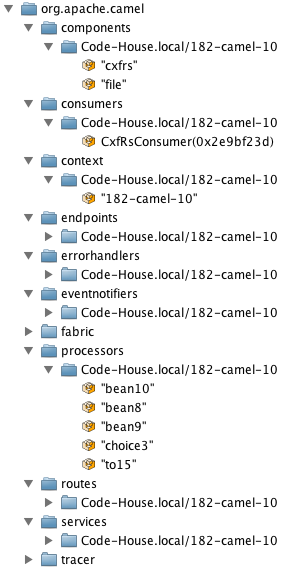 org.apache.camel
components
Code-House.local/182-camel-10
"cxfrs"
"file"
consumers
Code-House.local/182-camel-10
CxfRsConsumer(0x2e9bf23d)
context
Code-House.local/182-camel-10
"182-camel-10"
endpoints
Code-House.local/182-camel-10
errorhandlers
Code-House.local/182-camel-10
eventnotifiers
Code-House.local/182-camel-10
fabric
processors
Code-House.local/182-camel-10
"bean10"
"bean8"
"bean9"
"choice3"
"to15"
routes
Code-House.local/182-camel-10
services
Code-House.local/182-camel-10
tracer